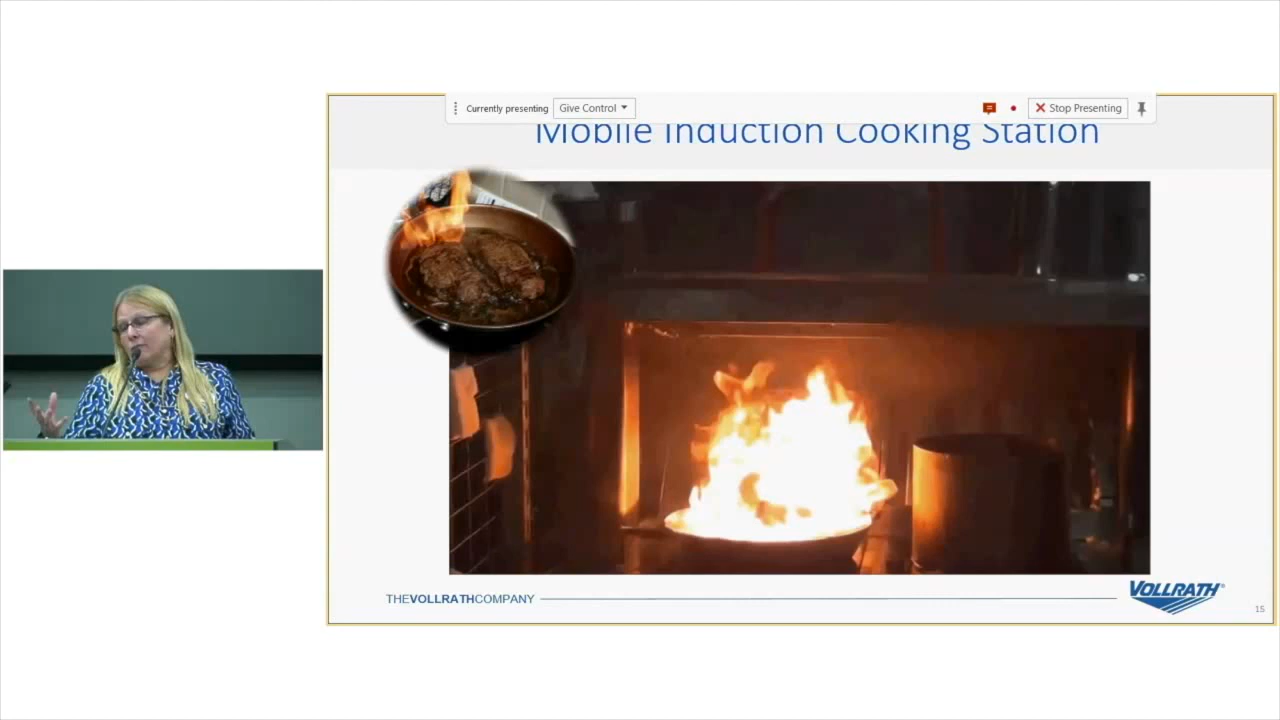 Currently presenting
Give Control
Stop Presenting
Mobile Induction Cooking Station
THEVOLLRATHCOMPANY
VOLLRATH®
15